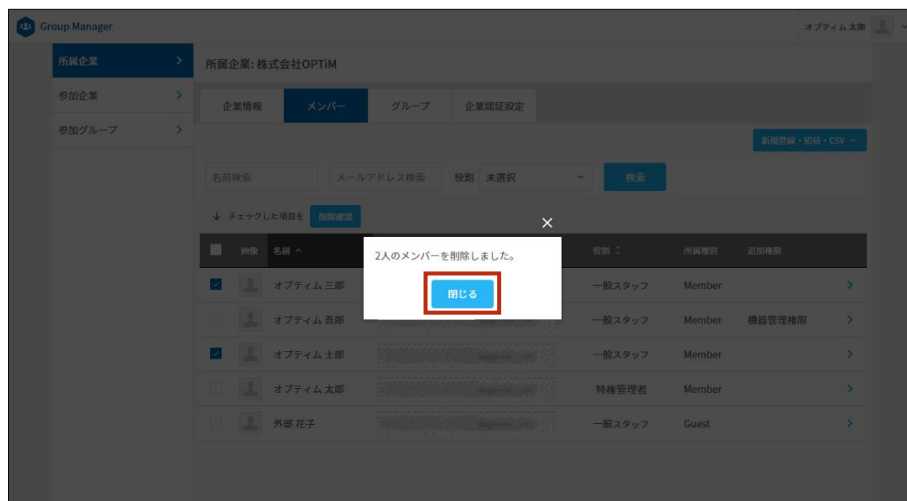 Group Manager
オプティム 太郎
所属企業
参加企業
参加グループ
所属企業: 株式会社OPTiM
企業情報
メンバー
グループ
企業認証設定
新規登録・招待・CSV
名前検索
メールアドレス検索
役割
未選択
検索
チェックした項目を
削除確認
画像
名前
役割
所属種別
追加権限
2人のメンバーを削除しました。
閉じる
オプティム 三郎
一般スタッフ
Member
オプティム 吾郎
一般スタッフ
Member
機器管理権限
オプティム 士郎
一般スタッフ
Member
オプティム 太郎
特権管理者
Member
外部 花子
一般スタッフ
Guest